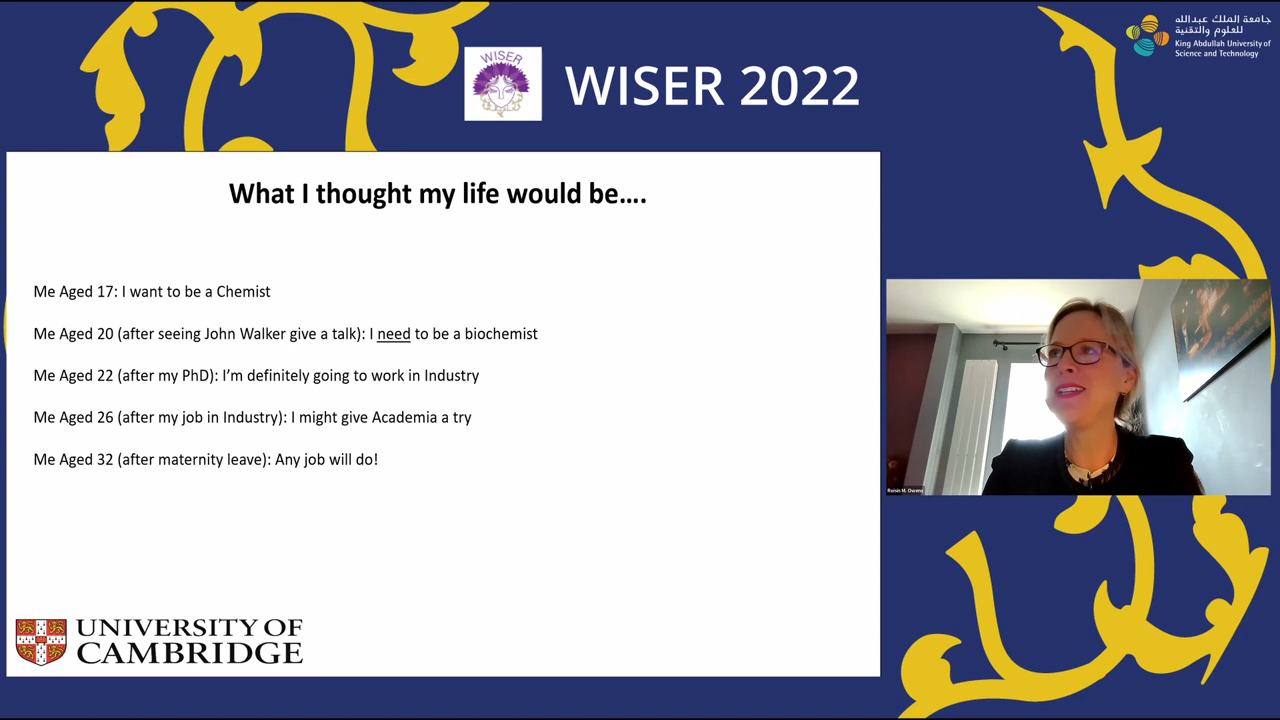 WISER
WISER 2022
جامعة الملك عبدالله
للعلوم والتقنية
King Abdullah University of
Science and Technology
What I thought my life would be....
Me Aged 17: I want to be a Chemist
Me Aged 20 (after seeing John Walker give a talk): I need to be a biochemist
Me Aged 22 (after my PhD): I'm definitely going to work in Industry
Me Aged 26 (after my job in Industry): I might give Academia a try
Me Aged 32 (after maternity leave): Any job will do!
Roisin M. Owens
UNIVERSITY OF
CAMBRIDGE